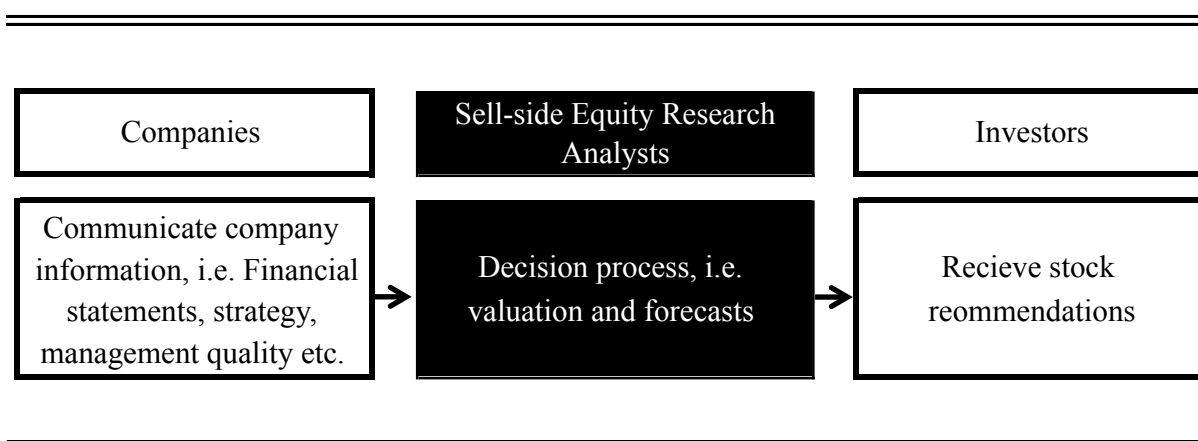 Companies
Sell-side Equity Research
Analysts
Investors
Communicate company
information, i.e. Financial
statements, strategy,
management quality etc.
Decision process, i.e.
valuation and forecasts
Recieve stock
reommendations